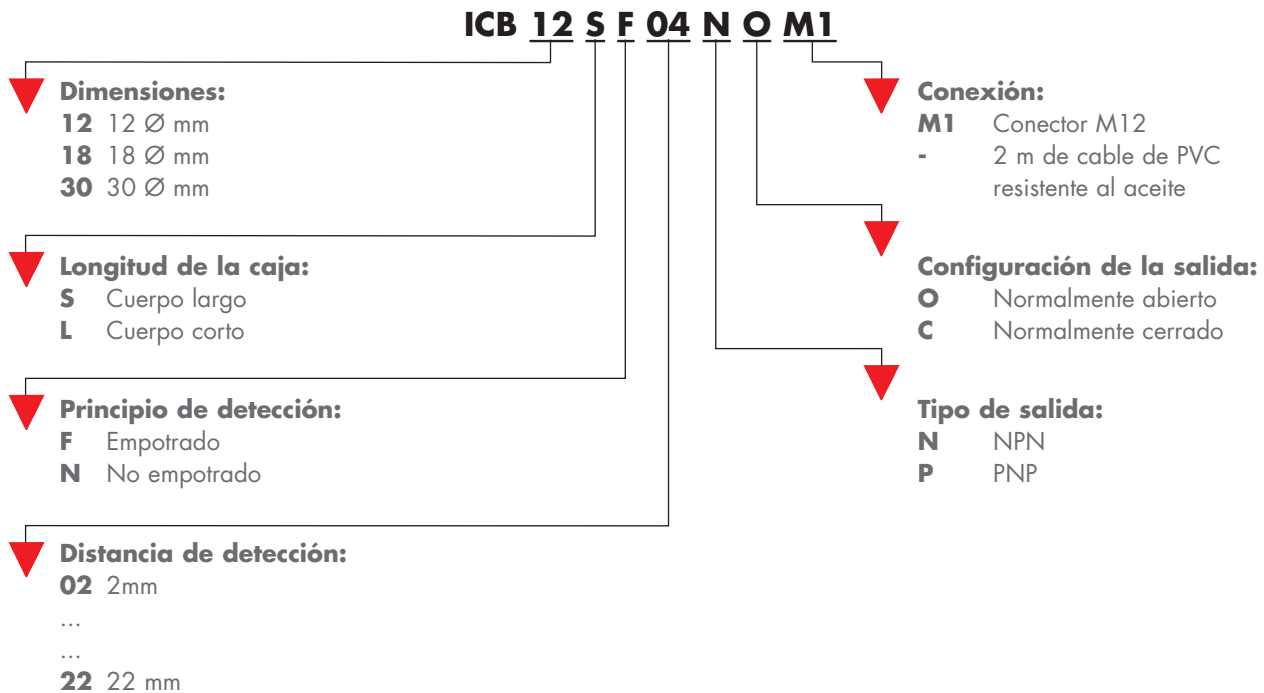 ICB 12 S F 04 N O M1
Dimensiones:
12 12 Ø mm
18 18 Ø mm
30 30 Ø mm
Longitud de la caja:
S Cuerpo largo
L Cuerpo corto
Principio de detección:
F Empotrado
N No empotrado
Distancia de detección:
02 2mm
...
...
22 22 mm
Conexión:
M1 Conector M12
- 2 m de cable de PVC
resistente al aceite
Configuración de la salida:
O Normalmente abierto
C Normalmente cerrado
Tipo de salida:
N NPN
P PNP